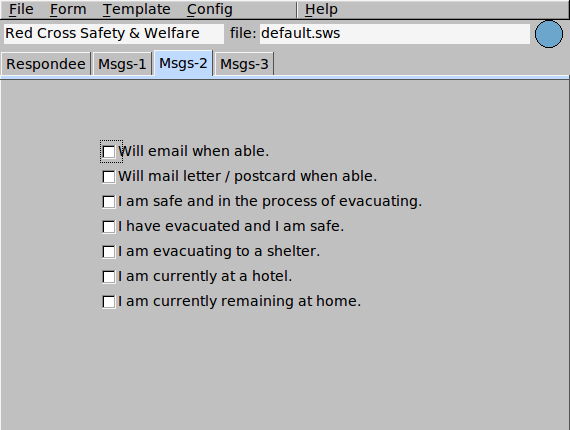 File Form Template Config Help
Red Cross Safety & Welfare file: default.sws
Respondee Msgs-1 Msgs-2 Msgs-3
Will email when able.
Will mail letter / postcard when able.
I am safe and in the process of evacuating.
I have evacuated and I am safe.
I am evacuating to a shelter.
I am currently at a hotel.
I am currently remaining at home.